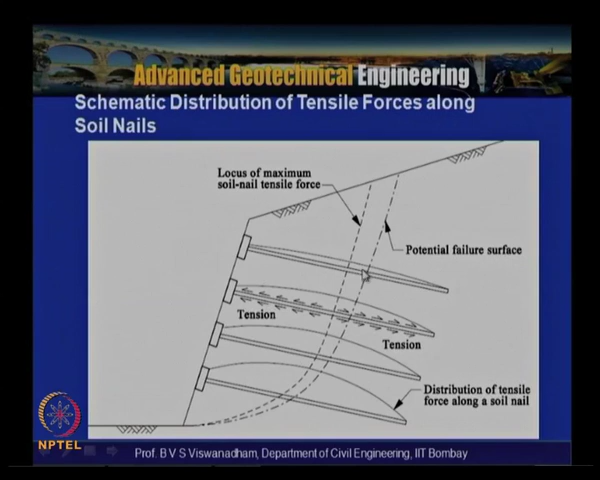 Advanced Geotechnical Engineering
Schematic Distribution of Tensile Forces along
Soil Nails
Locus of maximum
soil-nail tensile force
Potential failure surface
Tension
Tension
Distribution of tensile
force along a soil nail
NPTEL
Prof. B V S Viswanadham, Department of Civil Engineering, IIT Bombay